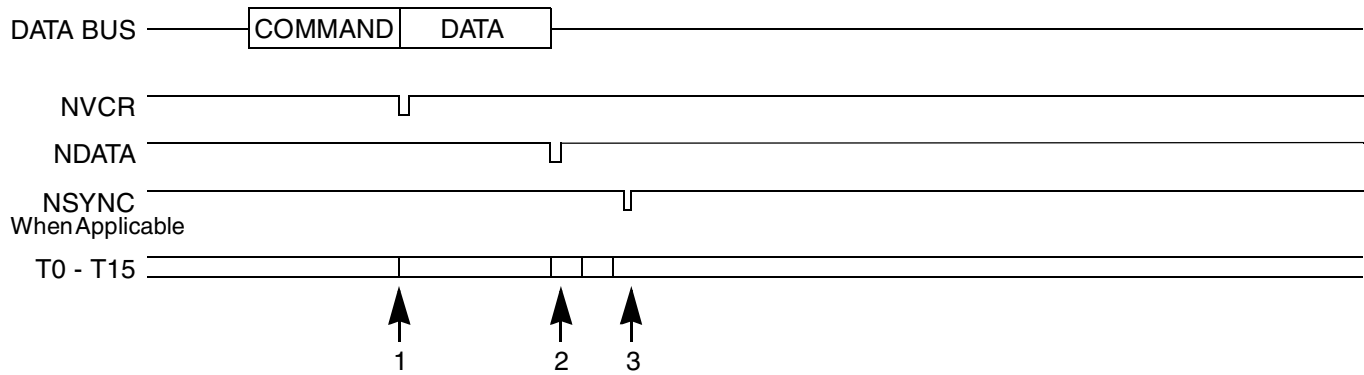 DATA BUS COMMAND DATA
NVCR
NDATA
NSYNC
When Applicable
T0 - T15
1 2 3